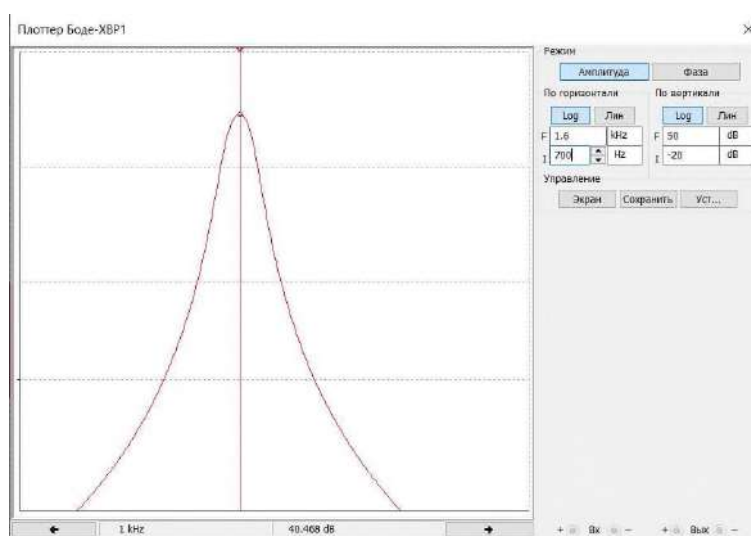 Плоттер Боде-XBP1
Режим
Амплитуда Фаза
По горизонтали По вертикали
Log Лин Log Лин
F 1.6 kHz F 50 dB
I 700 Hz I -20 dB
Управление
Экран Сохранить Уст...
1 kHz 40.468 dB
+ Вх - + Вых -